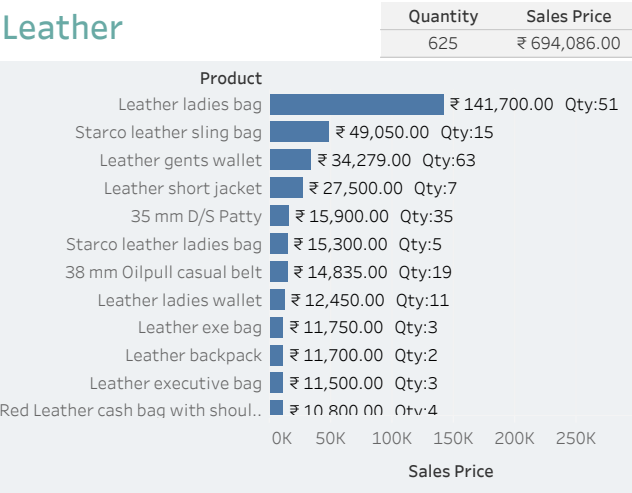 Leather
Quantity Sales Price
625 ₹ 694,086.00
Product
Leather ladies bag ₹ 141,700.00 Qty:51
Starco leather sling bag ₹ 49,050.00 Qty:15
Leather gents wallet ₹ 34,279.00 Qty:63
Leather short jacket ₹ 27,500.00 Qty:7
35 mm D/S Patty ₹ 15,900.00 Qty:35
Starco leather ladies bag ₹ 15,300.00 Qty:5
38 mm Oilpull casual belt ₹ 14,835.00 Qty:19
Leather ladies wallet ₹ 12,450.00 Qty:11
Leather exe bag ₹ 11,750.00 Qty:3
Leather backpack ₹ 11,700.00 Qty:2
Leather executive bag ₹ 11,500.00 Qty:3
Red Leather cash bag with shoul.. ₹ 10,800.00 Qty:4
0K 50K 100K 150K 200K 250K
Sales Price